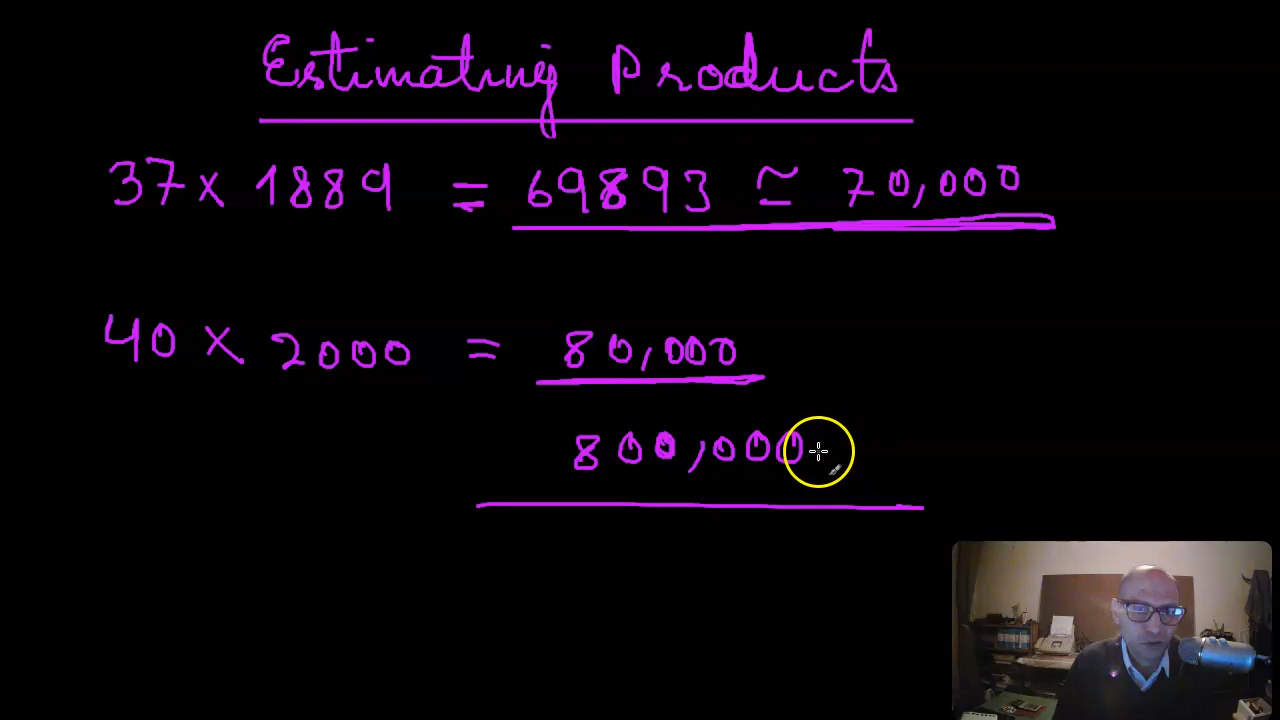 Estimating Products
37 × 1889 = 69893 ≅ 70,000
40 × 2000 = 80,000
800,000